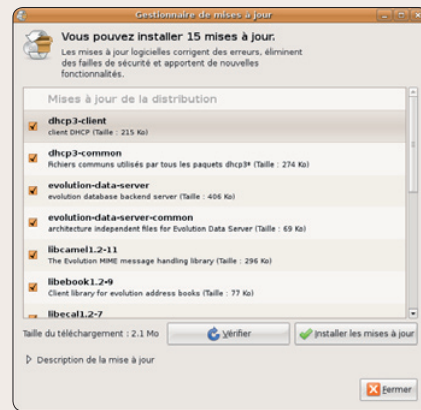 Gestionnaire de mises à jour
Vous pouvez installer 15 mises à jour.
Les mises à jour logicielles corrigent des erreurs, éliminent
des failles de sécurité et apportent de nouvelles
fonctionnalités.
Mises à jour de la distribution
dhcp3-client
client DHCP (Taille : 215 Ko)
dhcp3-common
Fichiers communs utilisés par tous les paquets dhcp3* (Taille : 274 Ko)
evolution-data-server
evolution database backend server (Taille : 406 Ko)
evolution-data-server-common
architecture independent files for Evolution Data Server (Taille : 69 Ko)
libcamel1.2-11
The Evolution MIME message handling library (Taille : 296 Ko)
libebook1.2-9
Client library for evolution address books (Taille : 77 Ko)
libecal1.2-7
Taille du téléchargement : 2.1 Mo
Vérifier
Installer les mises à jour
Description de la mise à jour
Fermer